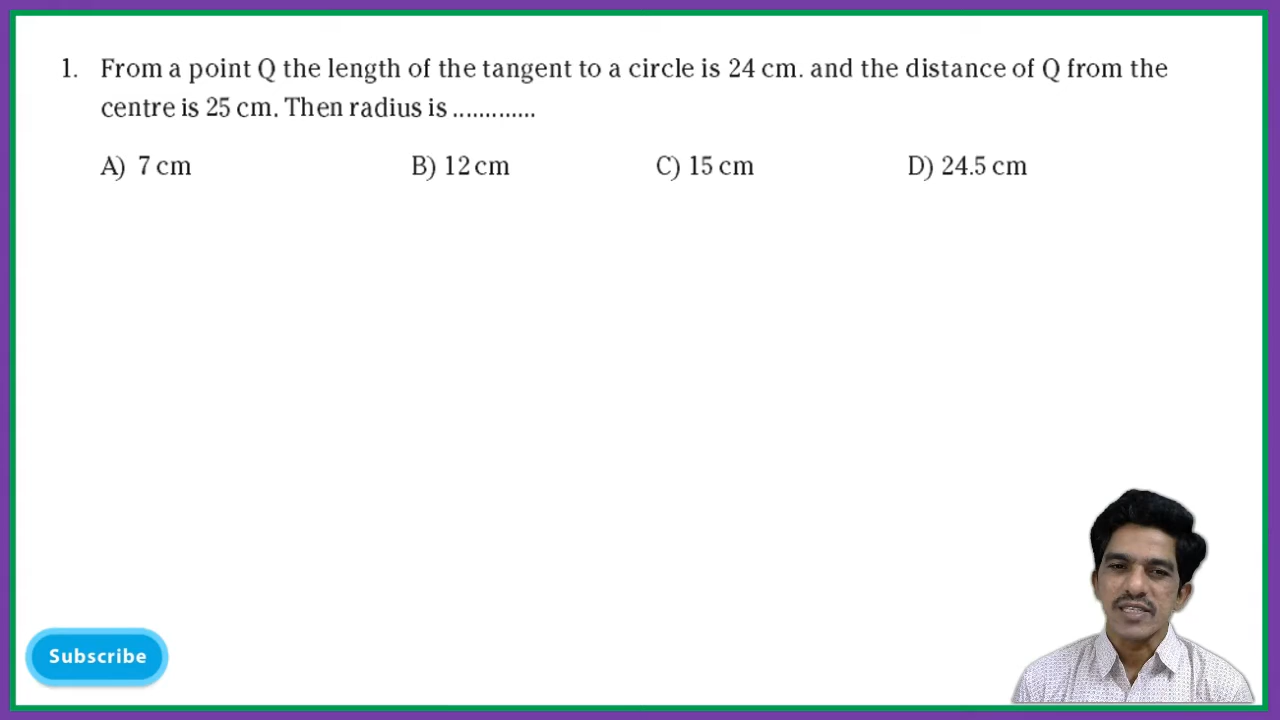 1. From a point Q the length of the tangent to a circle is 24 cm. and the distance of Q from the
centre is 25 cm. Then radius is .............
A) 7 cm B) 12 cm C) 15 cm D) 24.5 cm
Subscribe